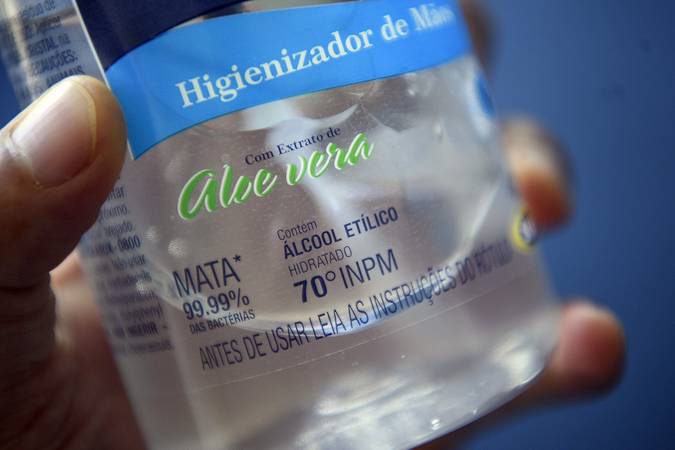 Higienizador de Mãos
Com Extrato de
Aloe vera
MATA*
99.99%
DAS BACTÉRIAS
Contém
ÁLCOOL ETÍLICO
HIDRATADO
70° INPM
ANTES DE USAR LEIA AS INSTRUÇÕES DO RÓTULO